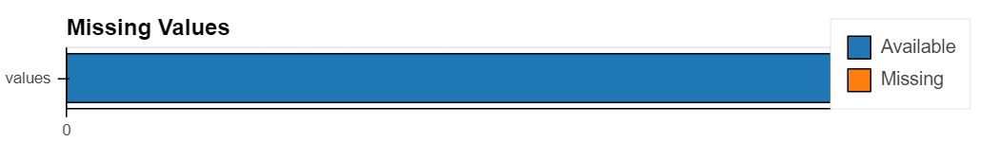 Missing Values
Available
Missing
values
0